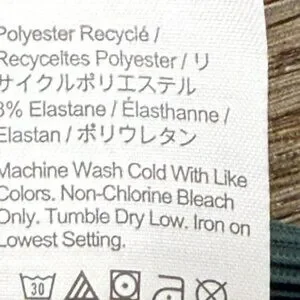 Polyester Recyclé /
Recyceltes Polyester / リ
サイクルポリエステル
8% Elastane / Élasthanne /
Elastan / ポリウレタン
Machine Wash Cold With Like
Colors. Non-Chlorine Bleach
Only. Tumble Dry Low. Iron on
Lowest Setting.
30